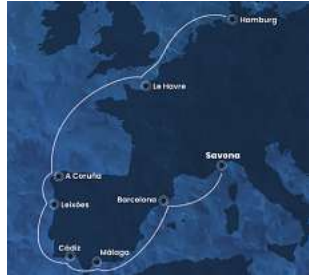 Hamburg
Le Havre
Savona
A Coruña
Barcelona
Leixões
Cádiz
Málaga